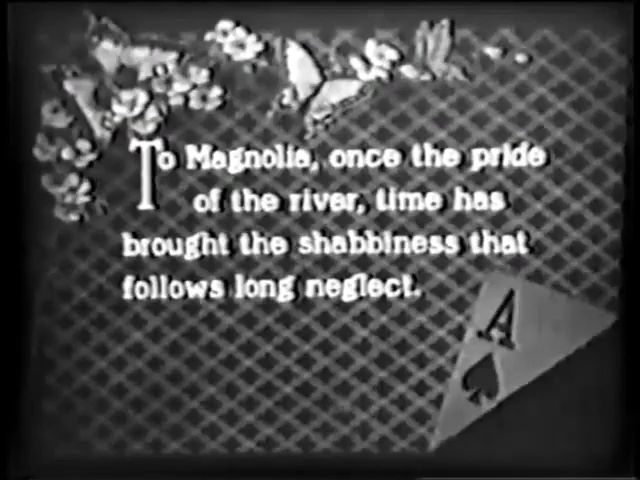 To Magnolia, once the pride
of the river, time has
brought the shabbiness that
follows long neglect.
A